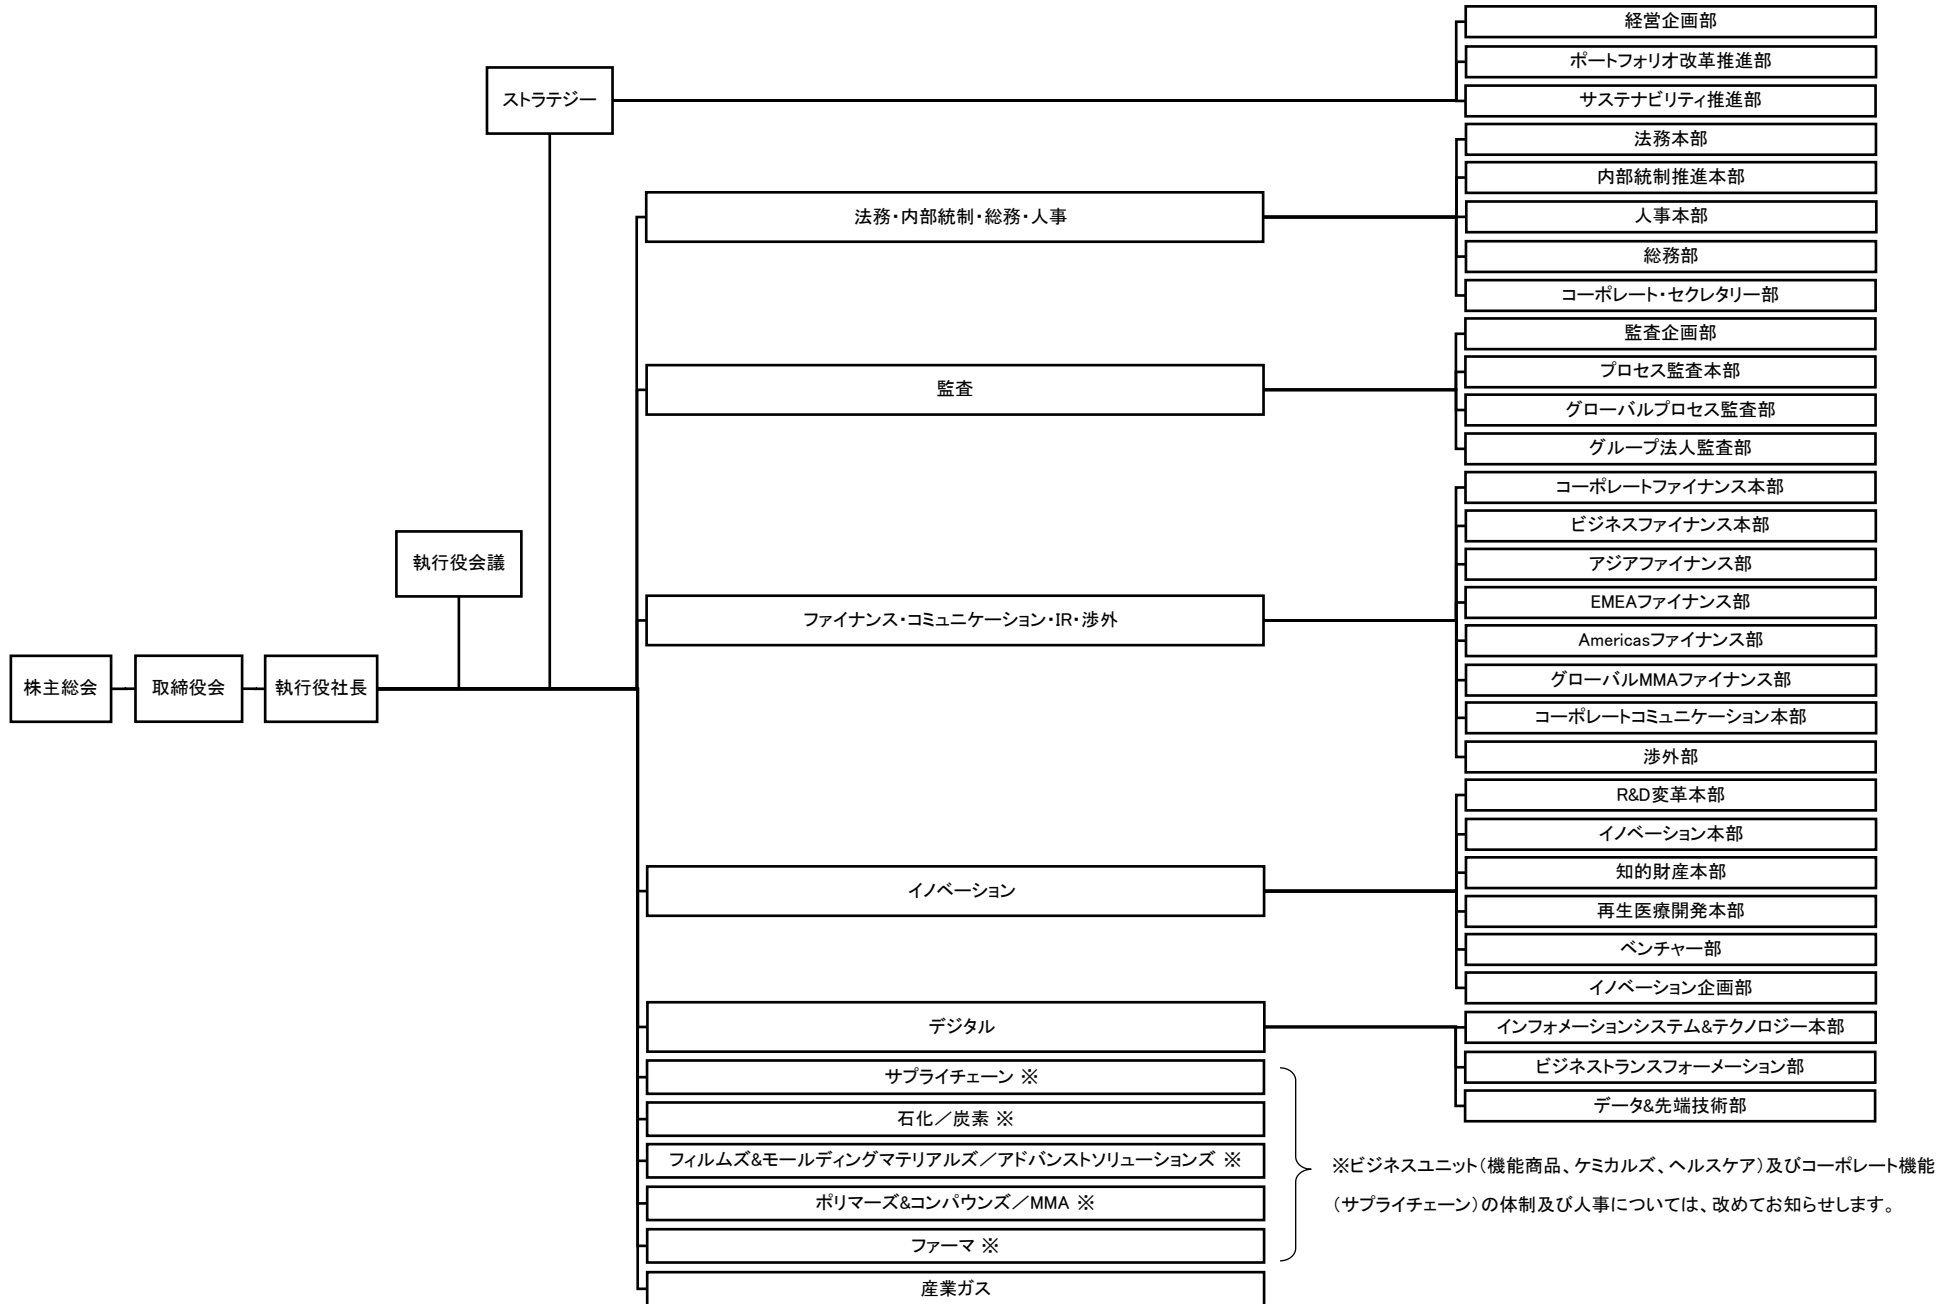 株主総会
取締役会
執行役社長
執行役会議
ストラテジー
経営企画部
ポートフォリオ改革推進部
サステナビリティ推進部
法務・内部統制・総務・人事
法務本部
内部統制推進本部
人事本部
総務部
コーポレート・セクレタリー部
監査
監査企画部
プロセス監査本部
グローバルプロセス監査部
グループ法人監査部
ファイナンス・コミュニケーション・IR・渉外
コーポレートファイナンス本部
ビジネスファイナンス本部
アジアファイナンス部
EMEAファイナンス部
Americasファイナンス部
グローバルMMAファイナンス部
コーポレートコミュニケーション本部
渉外部
イノベーション
R&D変革本部
イノベーション本部
知的財産本部
再生医療開発本部
ベンチャー部
イノベーション企画部
デジタル
インフォメーションシステム&テクノロジー本部
ビジネストランスフォーメーション部
データ&先端技術部
サプライチェーン ※
石化／炭素 ※
フィルムズ&モールディングマテリアルズ／アドバンストソリューションズ ※
ポリマーズ&コンパウンズ／MMA ※
ファーマ ※
産業ガス
※ビジネスユニット（機能商品、ケミカルズ、ヘルスケア）及びコーポレート機能
（サプライチェーン）の体制及び人事については、改めてお知らせします。